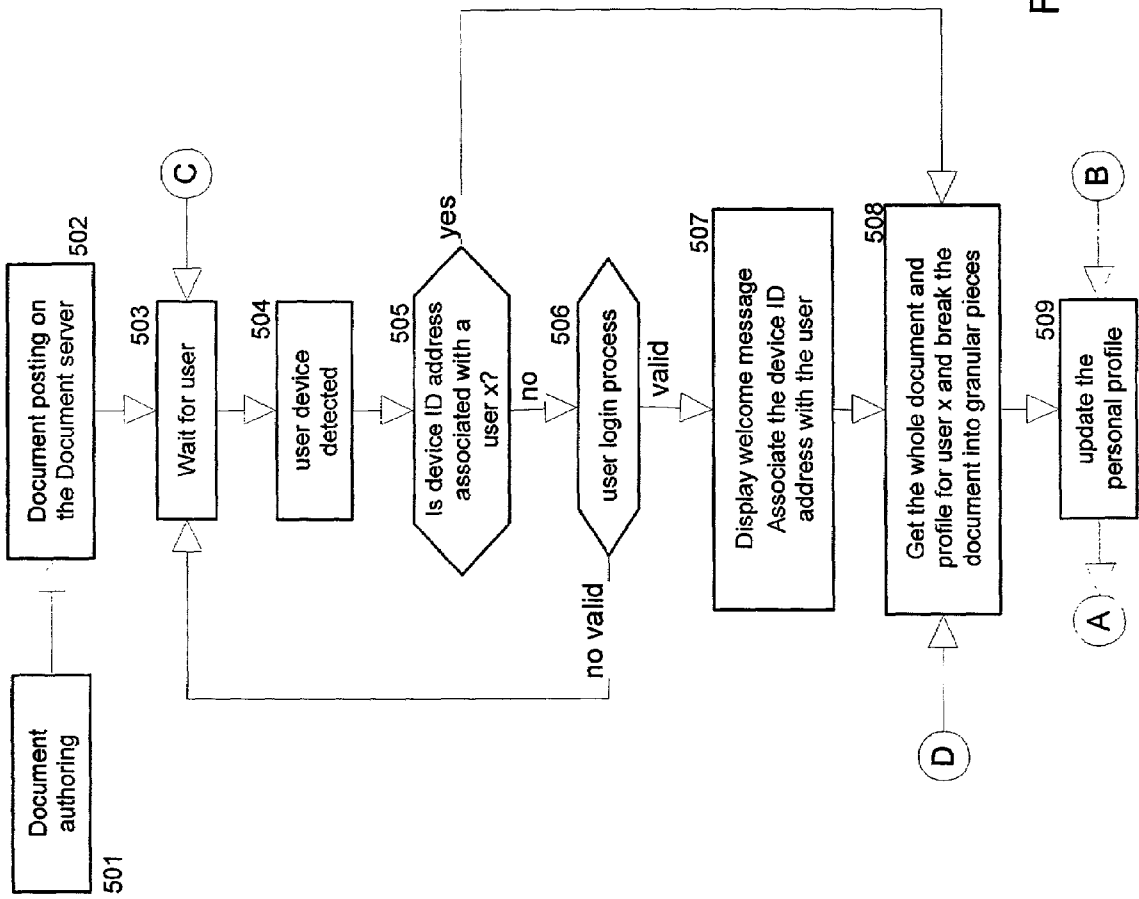 Document
authoring
501
Document posting on
the Document server
502
C
503
Wait for user
504
user device
detected
505
Is device ID address
associated with a
user x?
yes
no
506
user login process
no valid
valid
507
Display welcome message
Associate the device ID
address with the user
508
Get the whole document and
profile for user x and break the
document into granular pieces
D
509
update the
personal profile
A
B
F